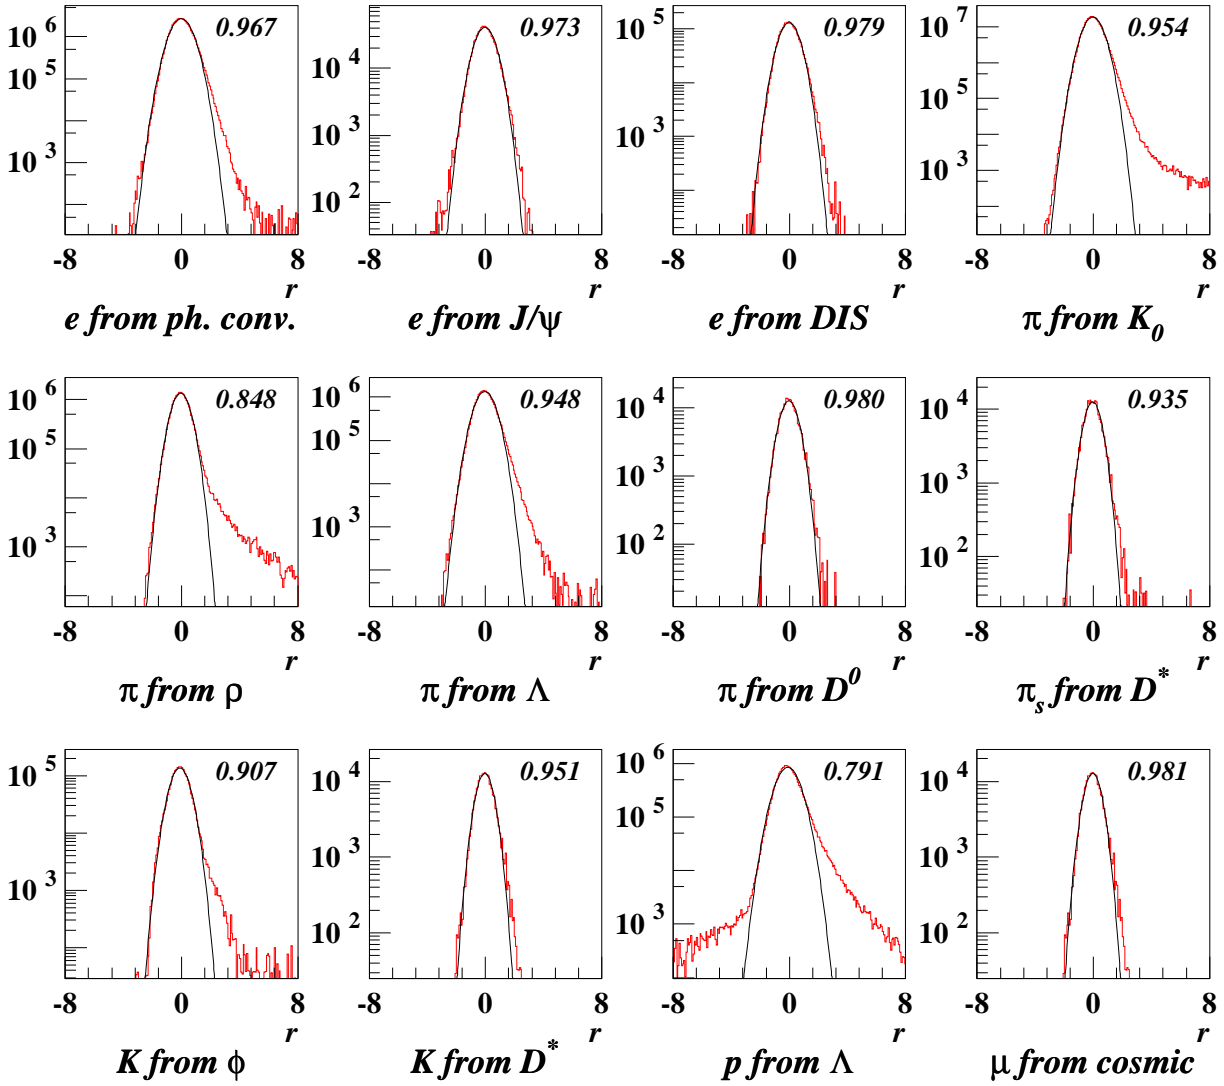 10^6 10^5 10^3 0.967
-8 0 8
r
e from ph. conv.
10^4 10^3 10^2 0.973
-8 0 8
r
e from J/ψ
10^5 10^3 0.979
-8 0 8
r
e from DIS
10^7 10^5 10^3 0.954
-8 0 8
r
π from K_0
10^6 10^5 10^3 0.848
-8 0 8
r
π from ρ
10^6 10^5 10^3 0.948
-8 0 8
r
π from Λ
10^4 10^3 10^2 0.980
-8 0 8
r
π from D^0
10^4 10^3 10^2 0.935
-8 0 8
r
π_s from D^*
10^5 10^3 0.907
-8 0 8
r
K from ϕ
10^4 10^3 10^2 0.951
-8 0 8
r
K from D^*
10^6 10^5 10^3 0.791
-8 0 8
r
p from Λ
10^4 10^3 10^2 0.981
-8 0 8
r
μ from cosmic